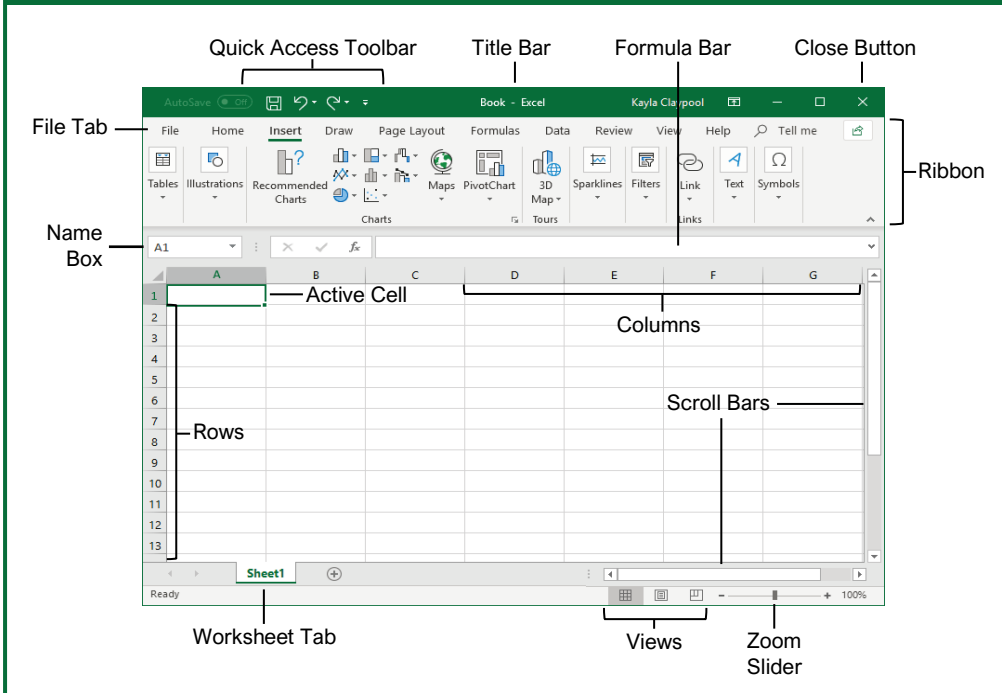 Quick Access Toolbar
Title Bar
Formula Bar
Close Button
AutoSave Off
Book - Excel
Kayla Claypool
File Tab
File Home Insert Draw Page Layout Formulas Data Review View Help Tell me
Ribbon
Tables
Illustrations
Recommended
Charts
Maps
PivotChart
3D
Map
Sparklines
Filters
Link
Text
Symbols
Charts
Tours
Links
Name
Box
A1
fx
A B C D E F G
1
Active Cell
2
Columns
3
4
5
6
Scroll Bars
7
Rows
8
9
10
11
12
13
Sheet1
Ready
100%
Worksheet Tab
Views
Zoom
Slider